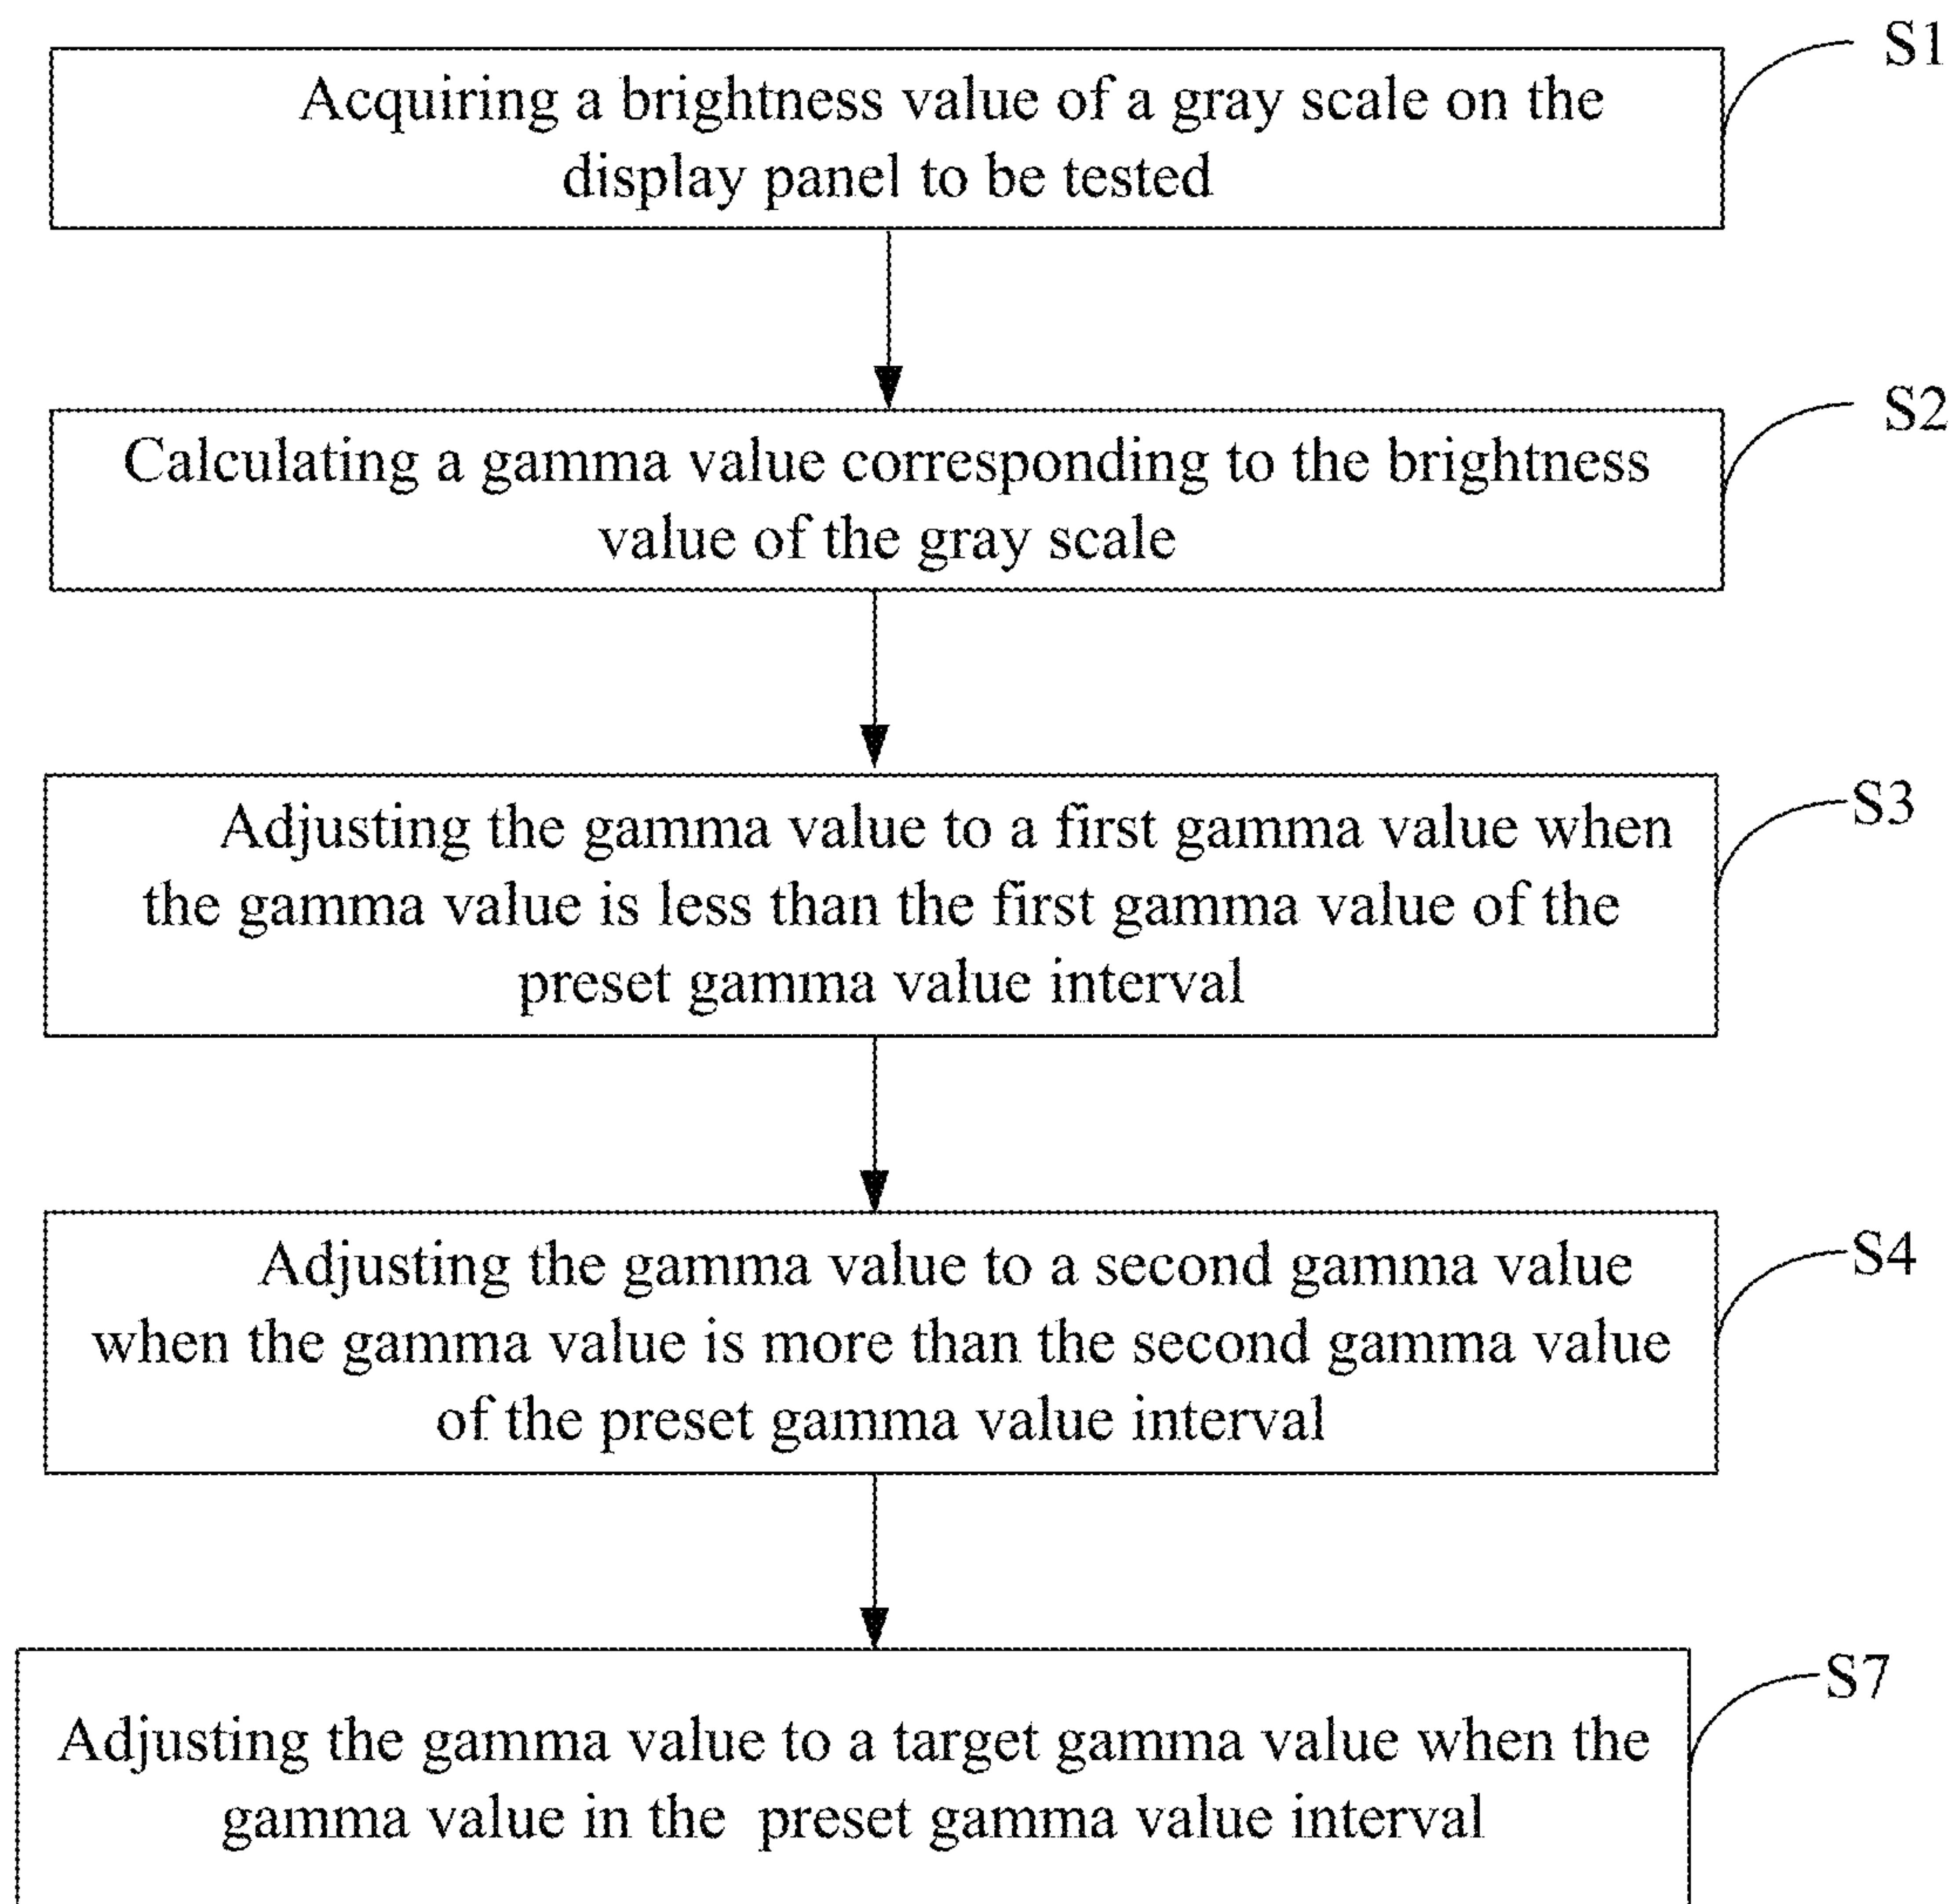 S1
Acquiring a brightness value of a gray scale on the
display panel to be tested
S2
Calculating a gamma value corresponding to the brightness
value of the gray scale
S3
Adjusting the gamma value to a first gamma value when
the gamma value is less than the first gamma value of the
preset gamma value interval
S4
Adjusting the gamma value to a second gamma value
when the gamma value is more than the second gamma value
of the preset gamma value interval
S7
Adjusting the gamma value to a target gamma value when the
gamma value in the preset gamma value interval